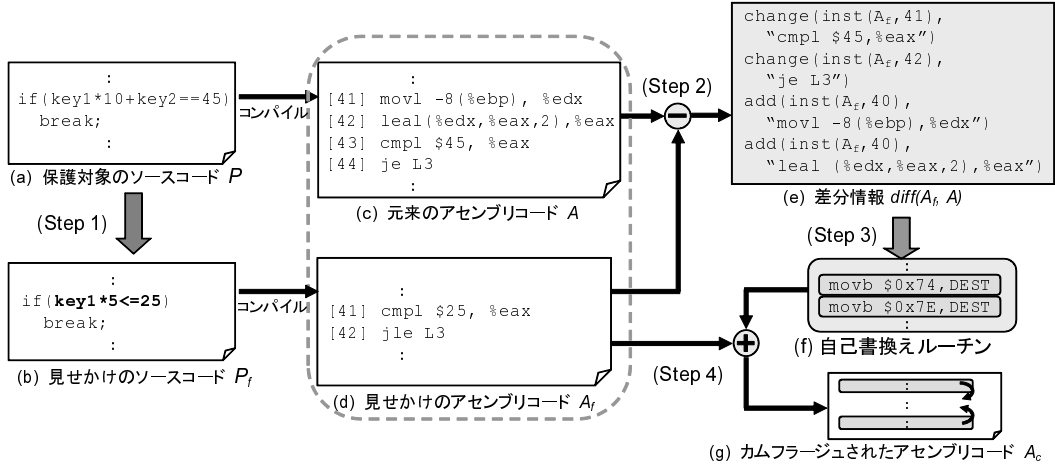 :
if(key1*10+key2==45)
break;
:
(a) 保護対象のソースコード P
コンパイル
(Step 1)
:
if(key1*5<=25)
break;
:
(b) 見せかけのソースコード Pf
コンパイル
:
[41] movl -8(%ebp), %edx
[42] leal(%edx,%eax,2),%eax
[43] cmpl $45, %eax
[44] je L3
:
(c) 元来のアセンブリコード A
:
[41] cmpl $25, %eax
[42] jle L3
:
(d) 見せかけのアセンブリコード Af
(Step 2)
−
change(inst(Af,41),
“cmpl $45,%eax”)
change(inst(Af,42),
“je L3”)
add(inst(Af,40),
“movl -8(%ebp),%edx”)
add(inst(Af,40),
“leal (%edx,%eax,2),%eax”)
(e) 差分情報 diff(Af, A)
(Step 3)
:
movb $0x74,DEST
movb $0x7E,DEST
:
(f) 自己書換えルーチン
+
(Step 4)
:
:
:
(g) カムフラージュされたアセンブリコード Ac